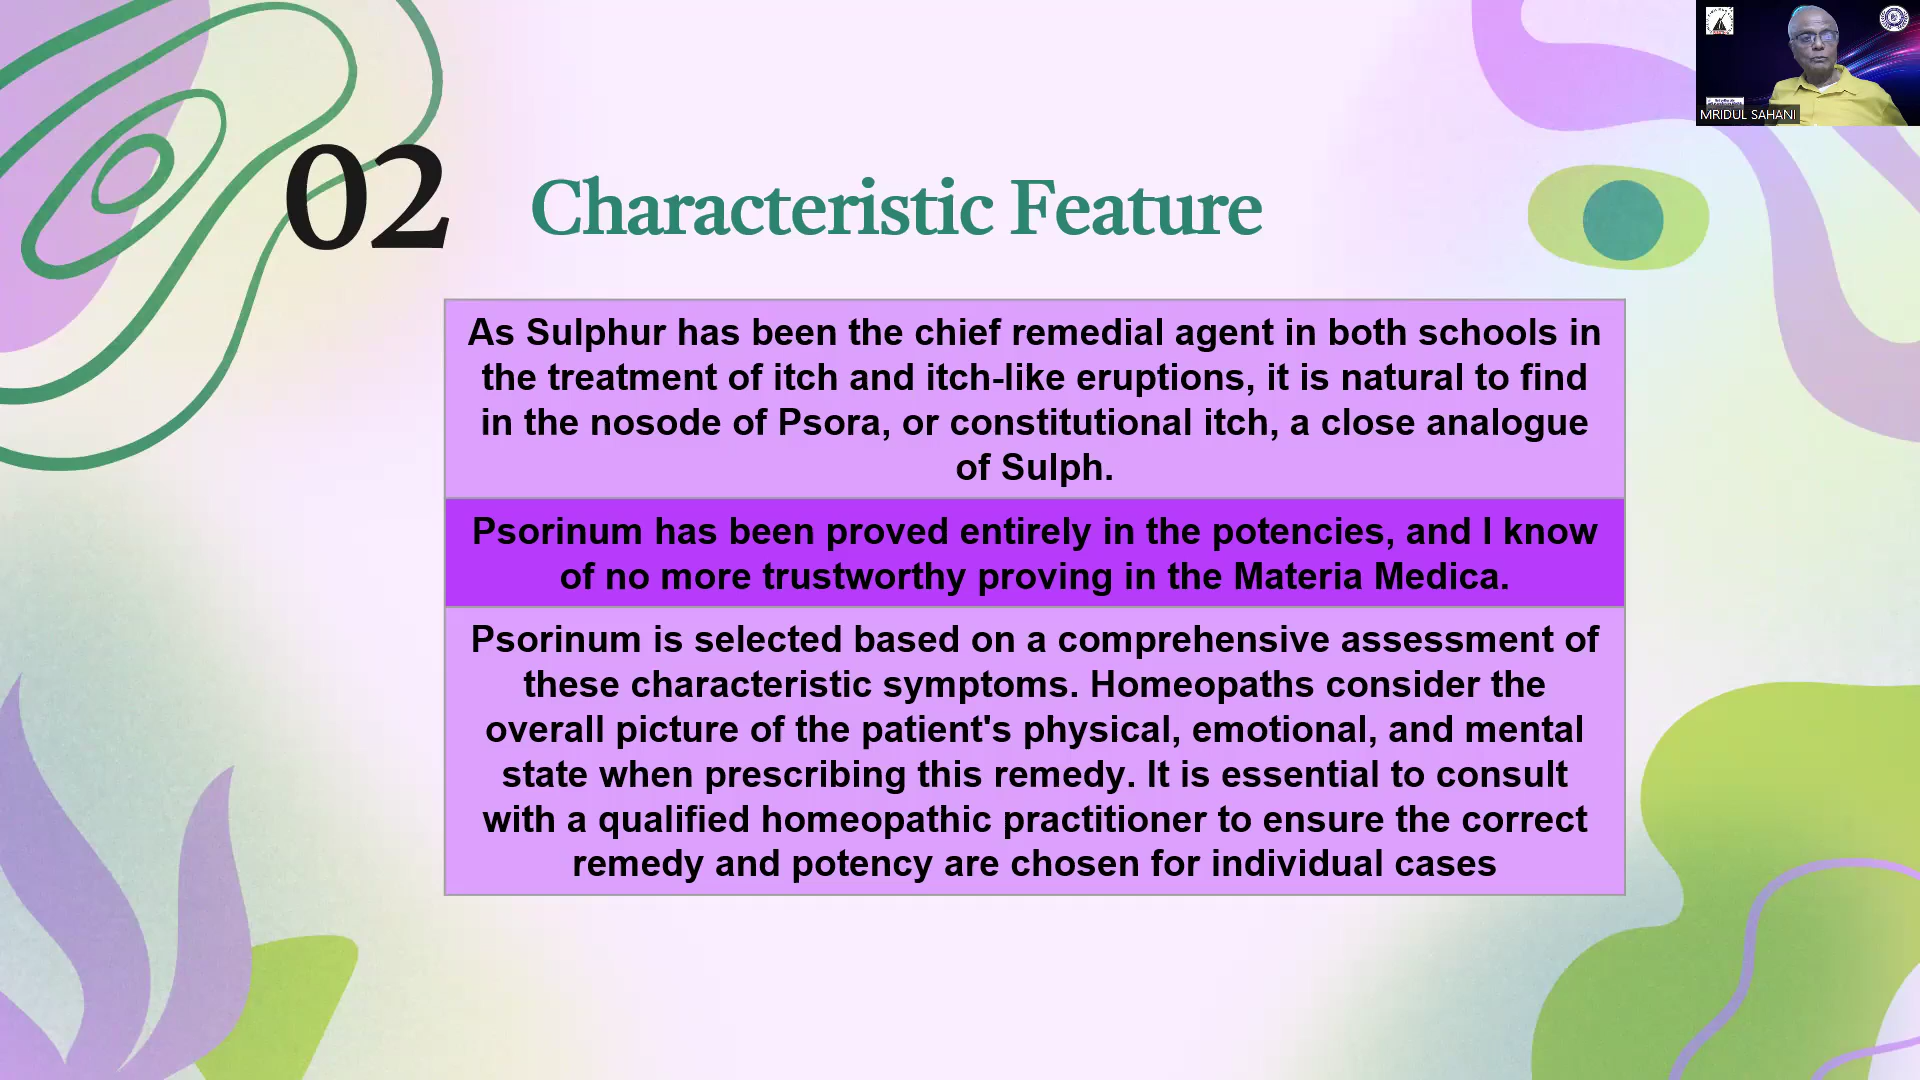 MRIDUL SAHANI
02
Characteristic Feature
As Sulphur has been the chief remedial agent in both schools in
the treatment of itch and itch-like eruptions, it is natural to find
in the nosode of Psora, or constitutional itch, a close analogue
of Sulph.
Psorinum has been proved entirely in the potencies, and I know
of no more trustworthy proving in the Materia Medica.
Psorinum is selected based on a comprehensive assessment of
these characteristic symptoms. Homeopaths consider the
overall picture of the patient's physical, emotional, and mental
state when prescribing this remedy. It is essential to consult
with a qualified homeopathic practitioner to ensure the correct
remedy and potency are chosen for individual cases